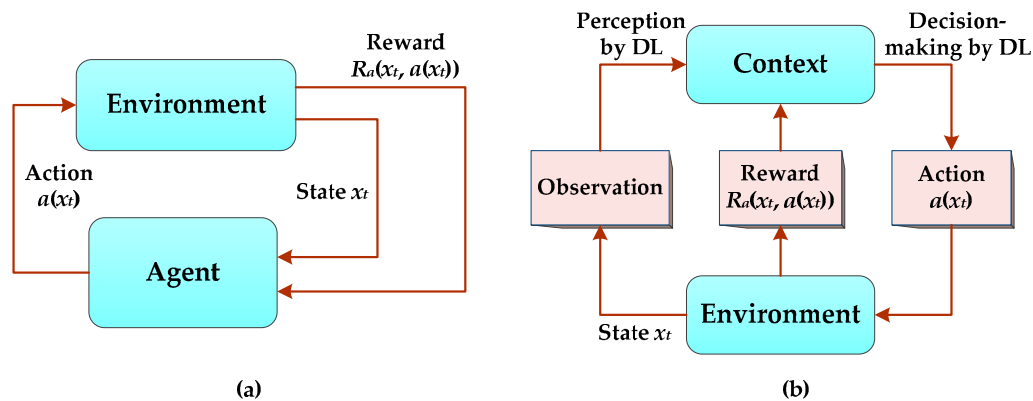 Reward
Rₐ(xₜ, a(xₜ))
Environment
Action
a(xₜ)
State xₜ
Agent
(a)
Perception
by DL
Decision-
making by DL
Context
Observation
Reward
Rₐ(xₜ, a(xₜ))
Action
a(xₜ)
Environment
State xₜ
(b)